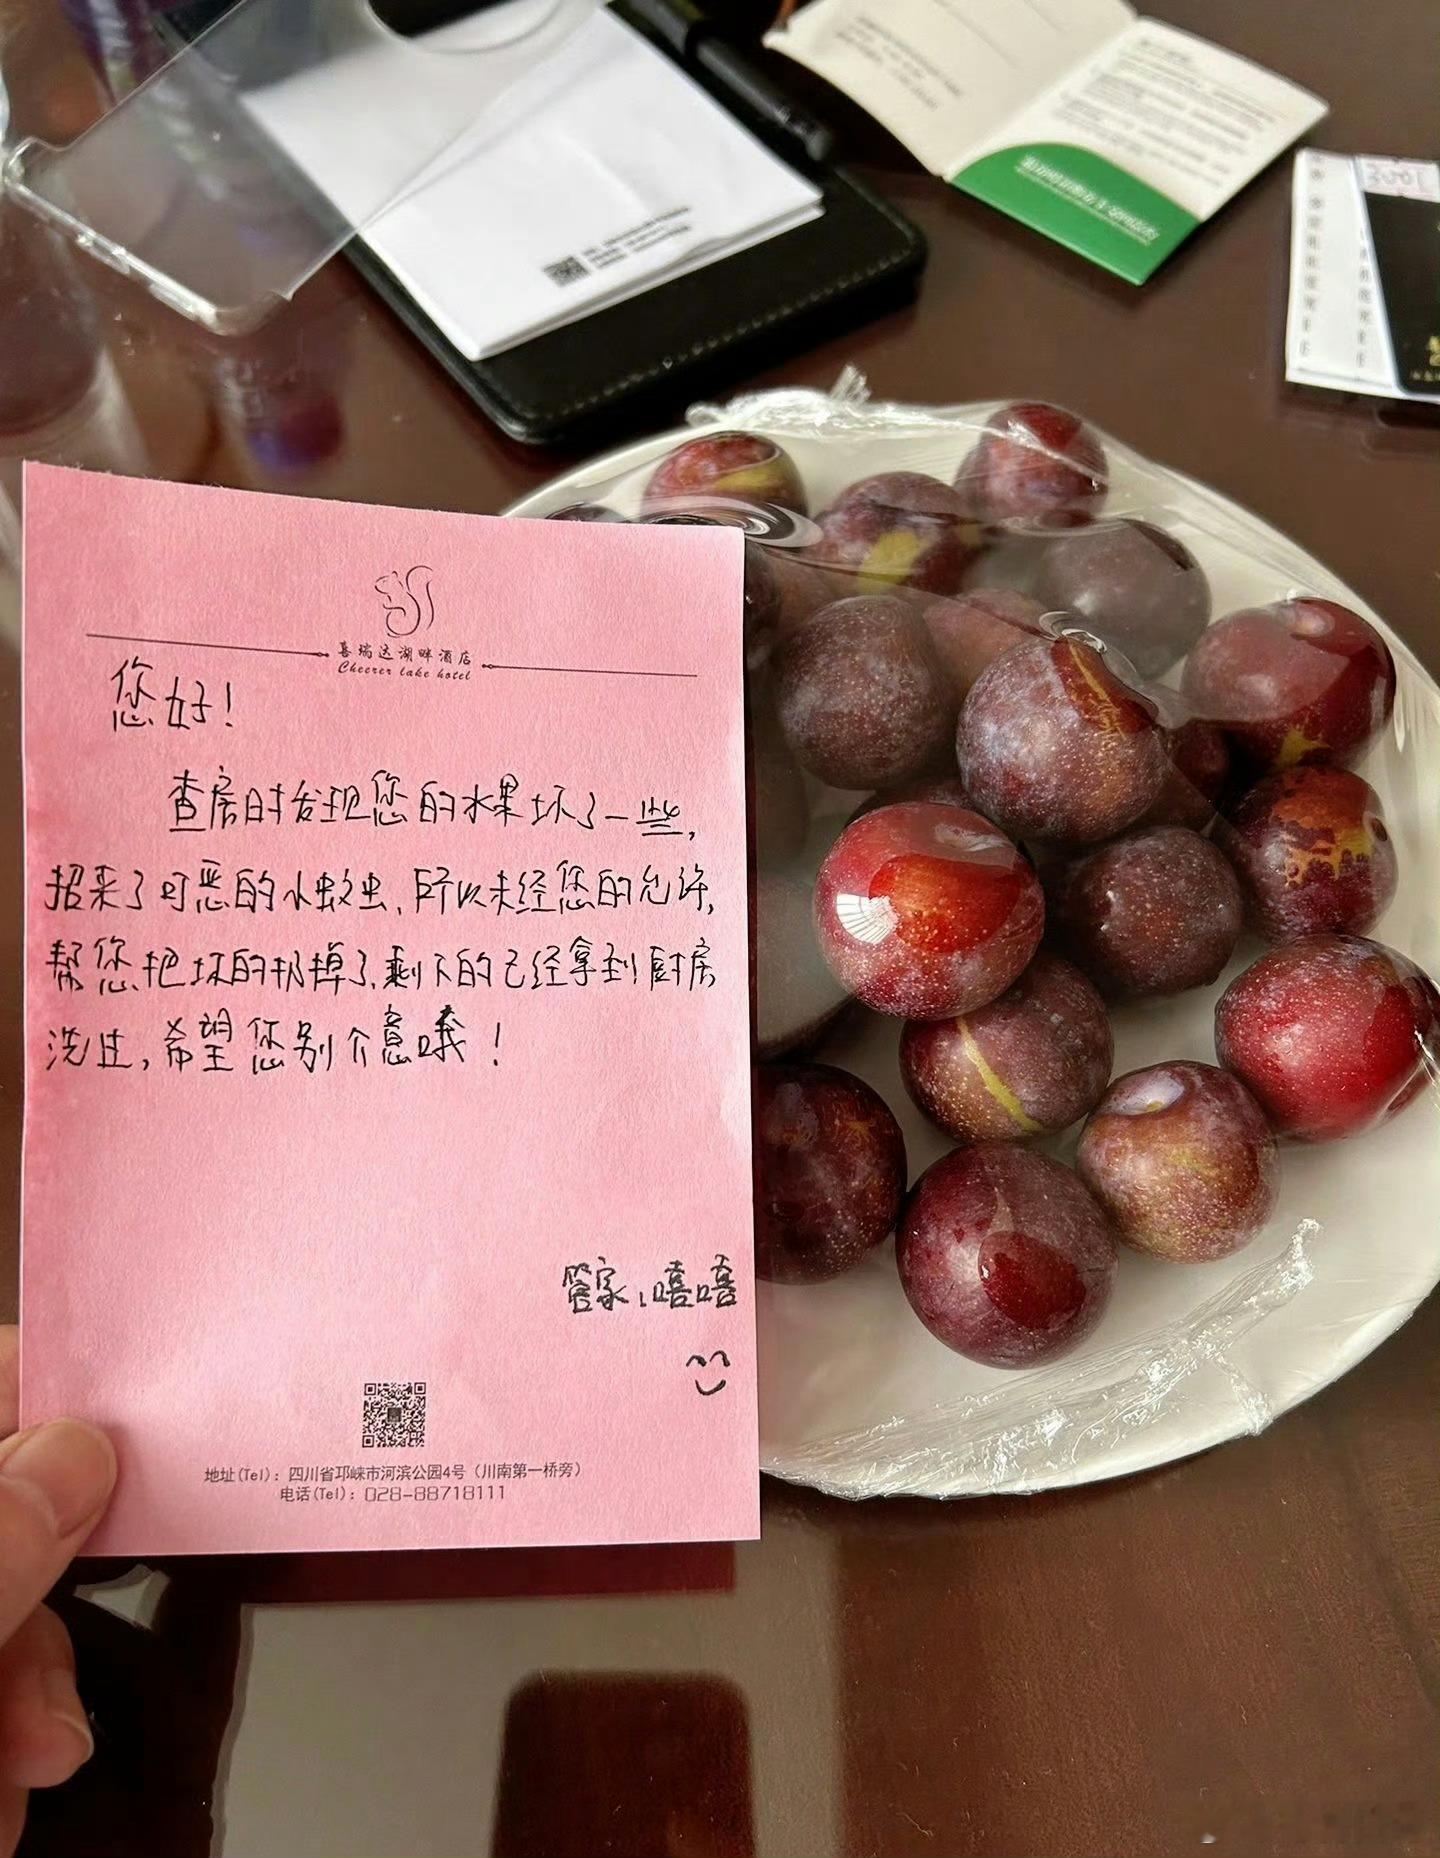 喜瑞达湖畔酒店
Cheerer lake hotel
您好！
查房时发现您的水果坏了一些，
招来了可恶的小蚊虫、所以未经您的允许，
帮您把坏的扔掉了、剩下的已经拿到厨房
洗过，希望您别介意哦！
管家：嘻嘻
地址(Tel)：四川省邛崃市河滨公园4号（川南第一桥旁）
电话(Tel)：028-88718111